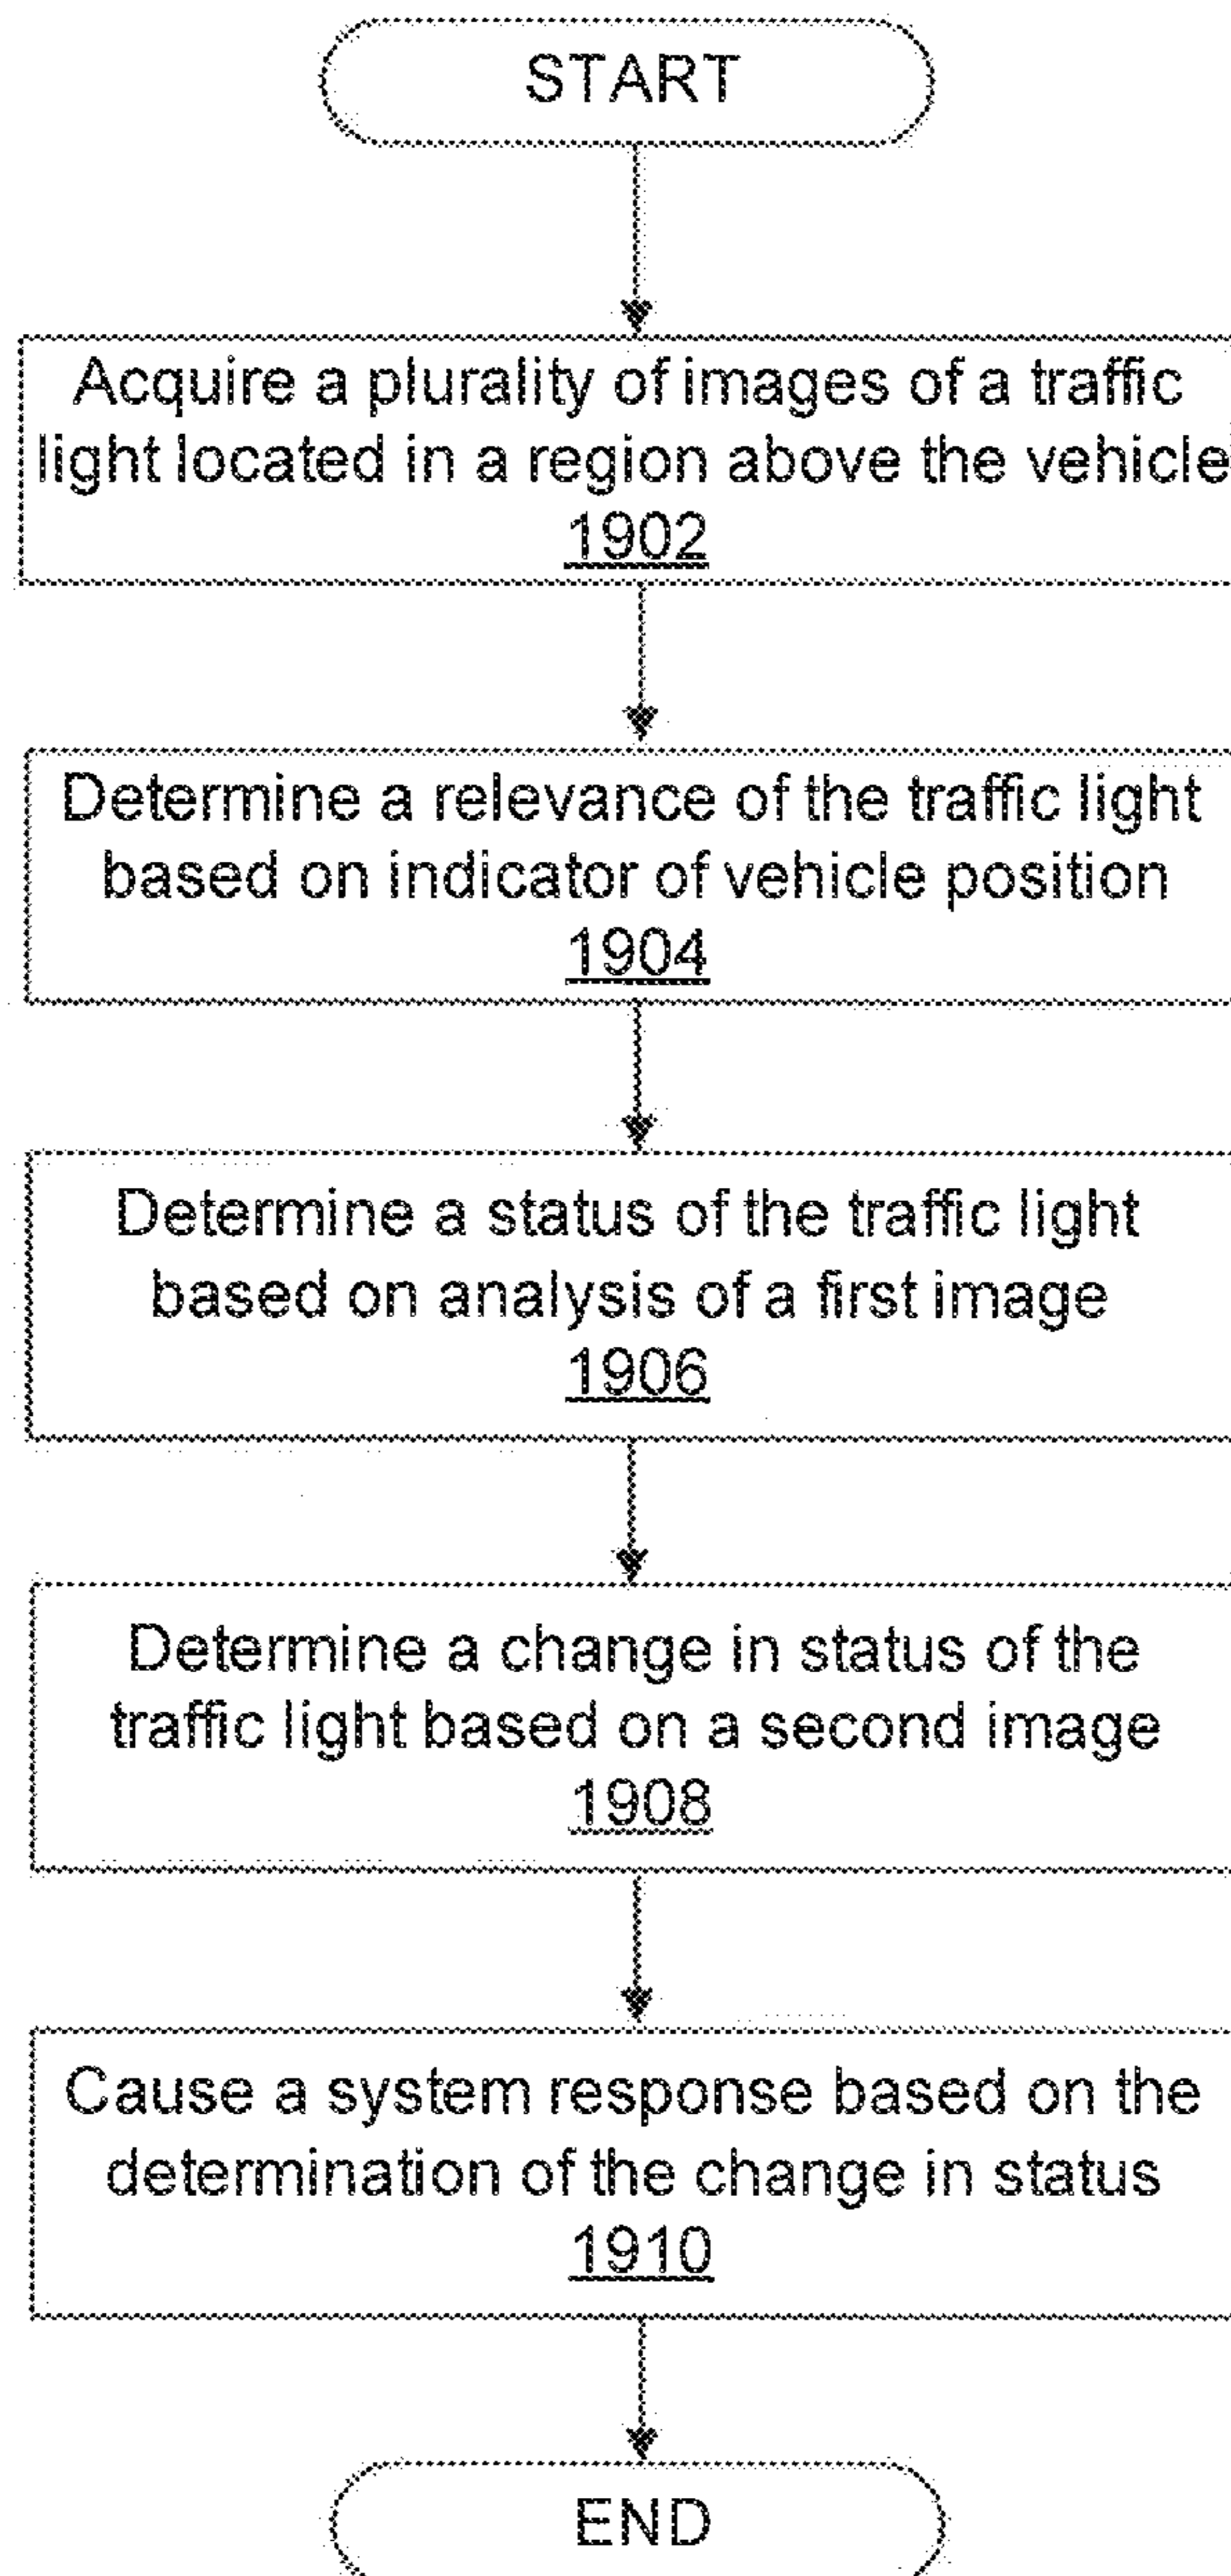 START
Acquire a plurality of images of a traffic
light located in a region above the vehicle
1902
Determine a relevance of the traffic light
based on indicator of vehicle position
1904
Determine a status of the traffic light
based on analysis of a first image
1906
Determine a change in status of the
traffic light based on a second image
1908
Cause a system response based on the
determination of the change in status
1910
END